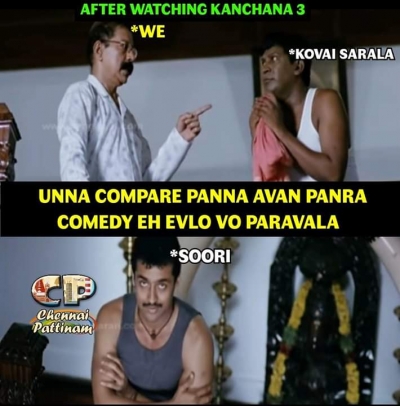 AFTER WATCHING KANCHANA 3
*WE
*KOVAI SARALA
UNNA COMPARE PANNA AVAN PANRA
COMEDY EH EVLO VO PARAVALA
*SOORI
CP
Chennai
Pattinam